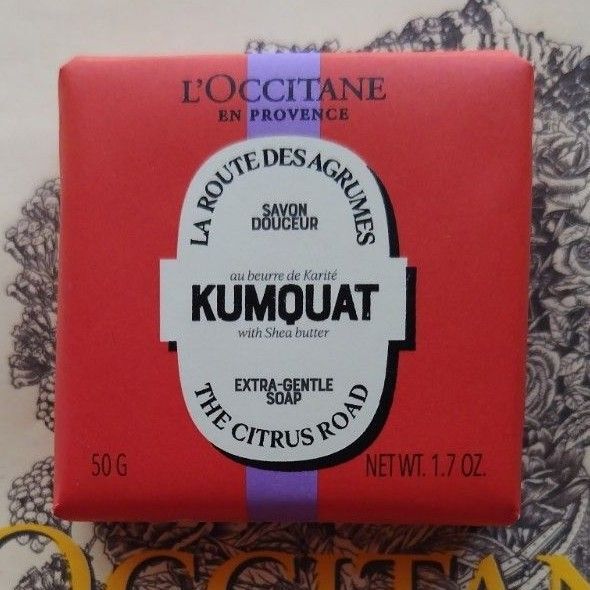 L'OCCITANE
EN PROVENCE
LA ROUTE DES AGRUMES
SAVON
DOUCEUR
au beurre de Karité
KUMQUAT
with Shea butter
EXTRA-GENTLE
SOAP
THE CITRUS ROAD
50 G
NET WT. 1.7 OZ.
OCCITAN